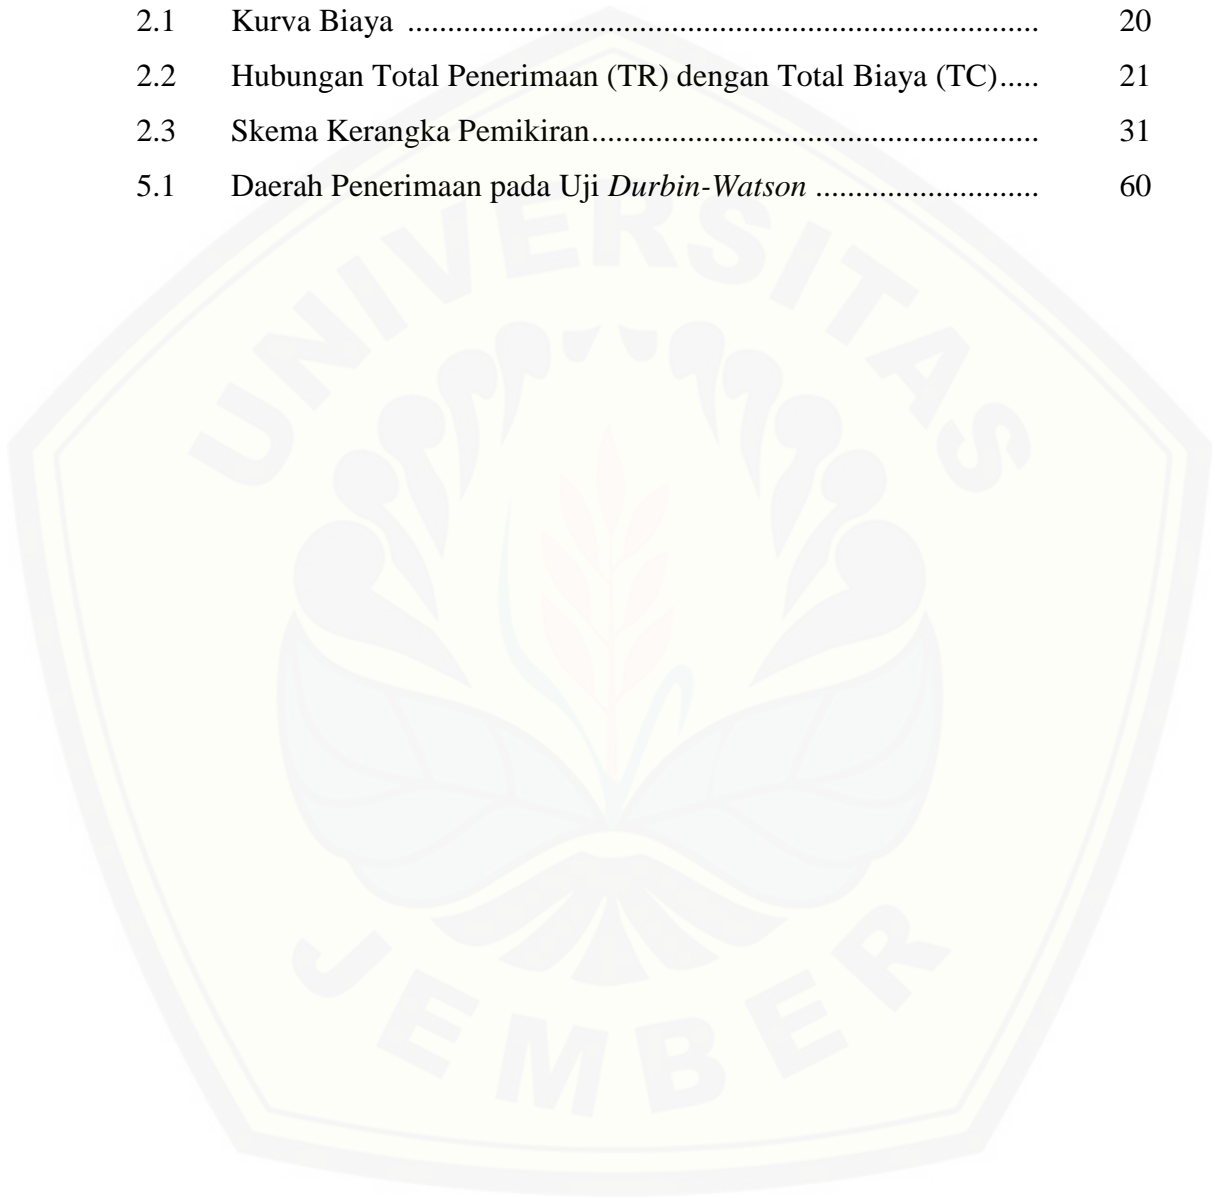 2.1 Kurva Biaya ............................................................................... 20
2.2 Hubungan Total Penerimaan (TR) dengan Total Biaya (TC)..... 21
2.3 Skema Kerangka Pemikiran........................................................ 31
5.1 Daerah Penerimaan pada Uji Durbin-Watson ............................ 60
UNIVERSITAS
JEMBER